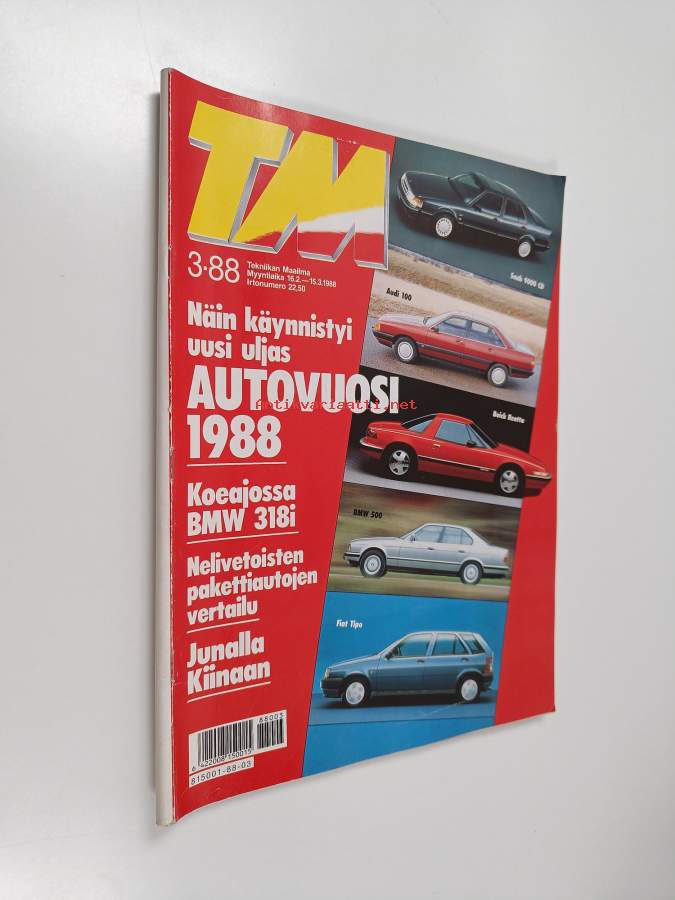 TM
3·88
Tekniikan Maailma
Myyntiaika 16.2.—15.3.1988
Irtonumero 22,50
Näin käynnistyi
uusi uljas
AUTOVUOSI
1988
Koeajossa
BMW 318i
Nelivetoisten
pakettiautojen
vertailu
Junalla
Kiinaan
Saab 9000 CD
Audi 100
Buick Reatta
BMW 500
Fiat Tipo
antikvariaatti.net
88003
6 422008 150015
815001-88-03